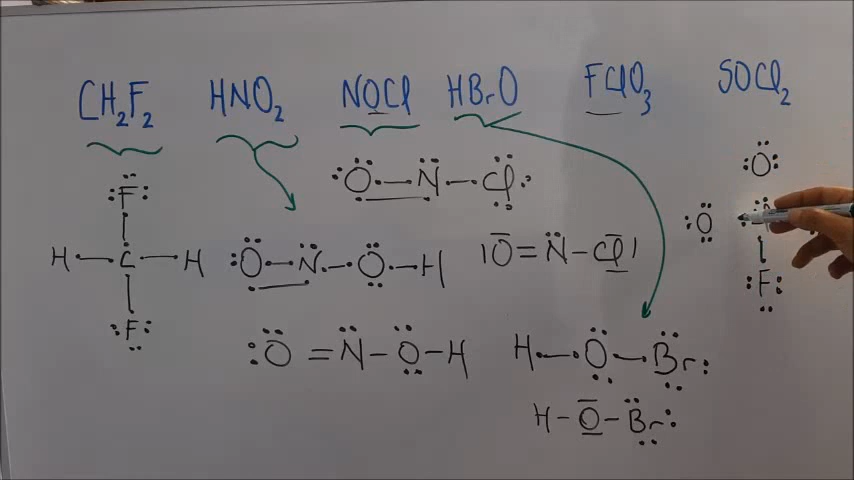 CH₂F₂ HNO₂ NOCl HBrO FClO₃ SOCl₂
F
H—C—H
F
O—N—Cl
O—N—O—H
O=N—Cl
O=N—O—H
H—O—Br
H—O—Br
O
O
F